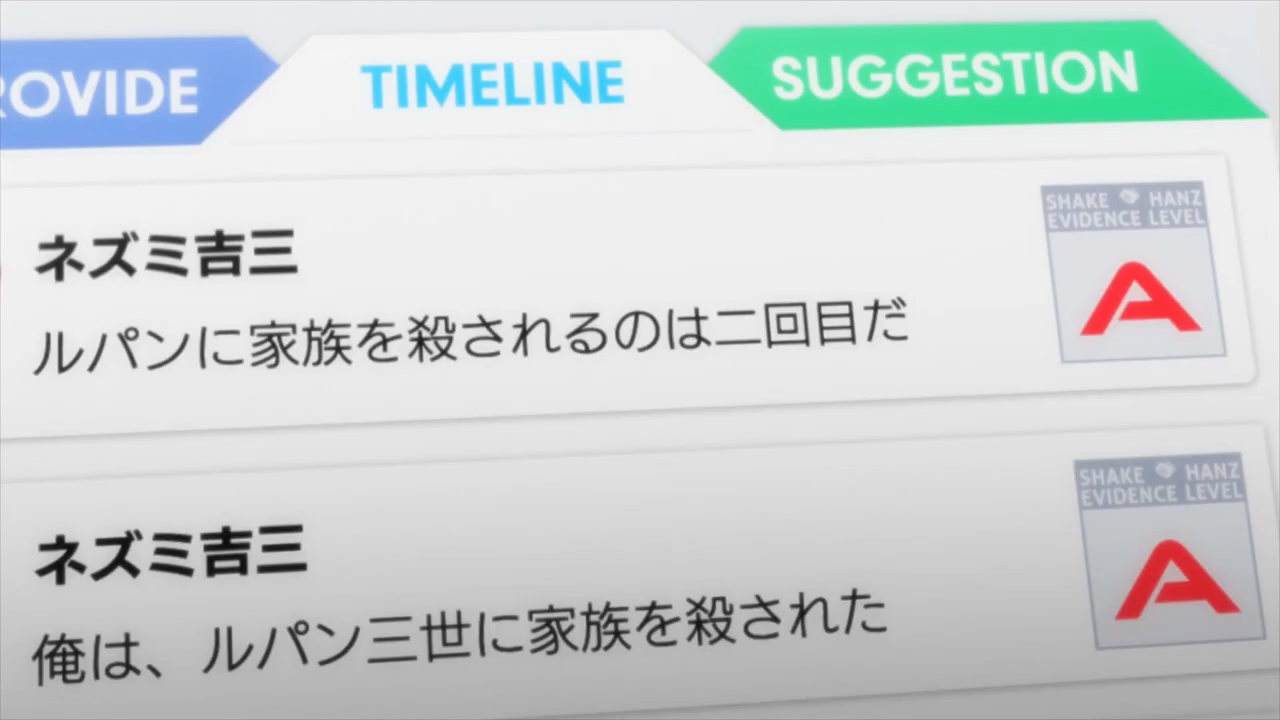 ROVIDE
TIMELINE
SUGGESTION
ネズミ吉三
ルパンに家族を殺されるのは二回目だ
SHAKE HANZ
EVIDENCE LEVEL
A
ネズミ吉三
俺は、ルパン三世に家族を殺された
SHAKE HANZ
EVIDENCE LEVEL
A